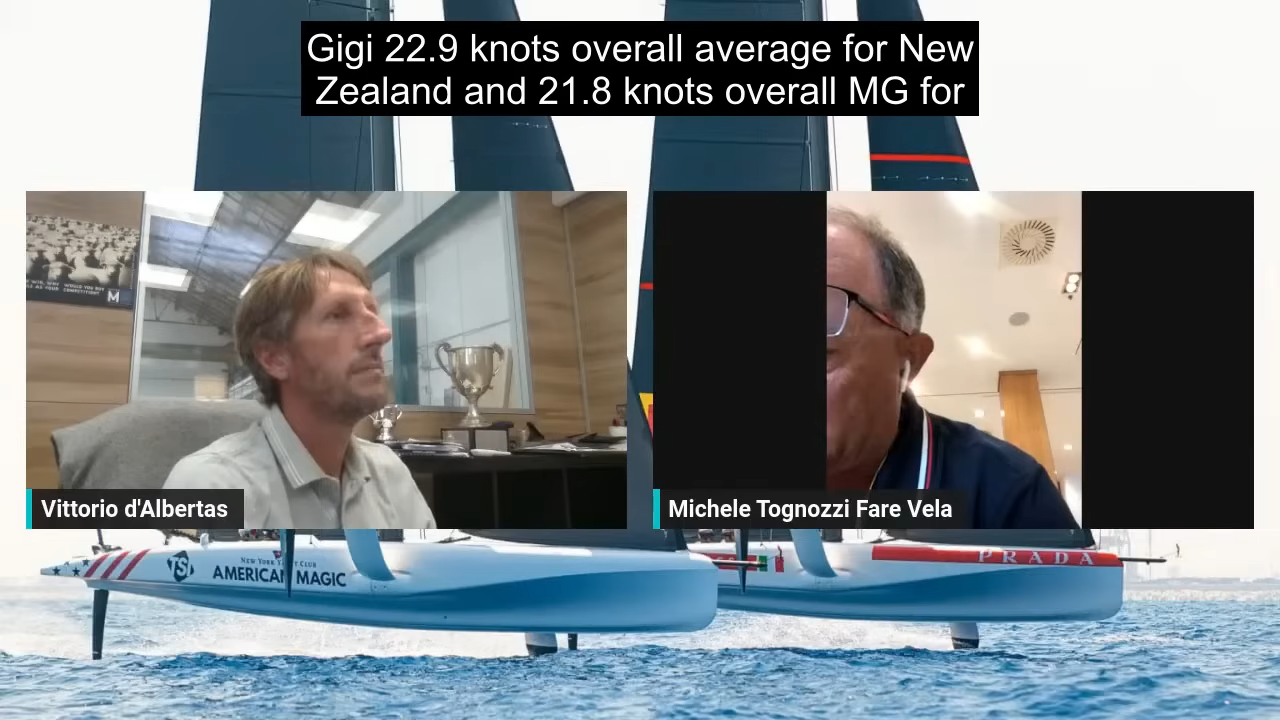 Gigi 22.9 knots overall average for New
Zealand and 21.8 knots overall MG for
M
Vittorio d'Albertas
Michele Tognozzi Fare Vela
NEW YORK YACHT CLUB
AMERICAN MAGIC
PRADA